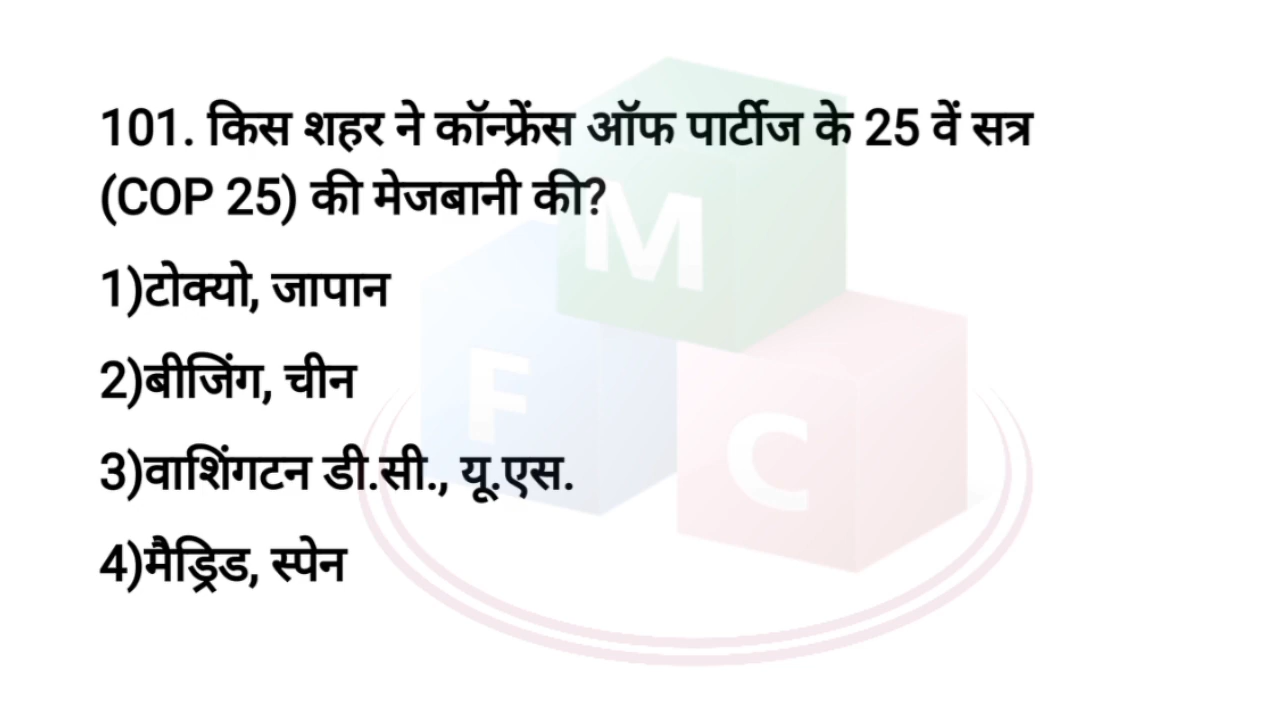 101. किस शहर ने कॉन्फ्रेंस ऑफ पार्टीज के 25 वें सत्र
(COP 25) की मेजबानी की?
1)टोक्यो, जापान
2)बीजिंग, चीन
3)वाशिंगटन डी.सी., यू.एस.
4)मैड्रिड, स्पेन
M
F
C